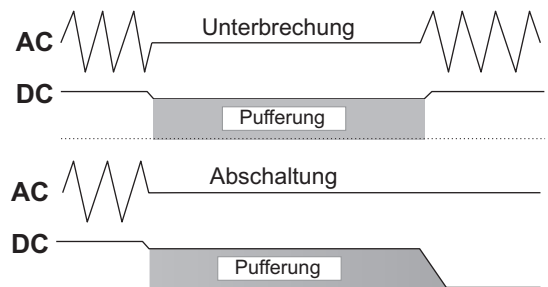 Unterbrechung
AC
DC
Pufferung
Abschaltung
AC
DC
Pufferung